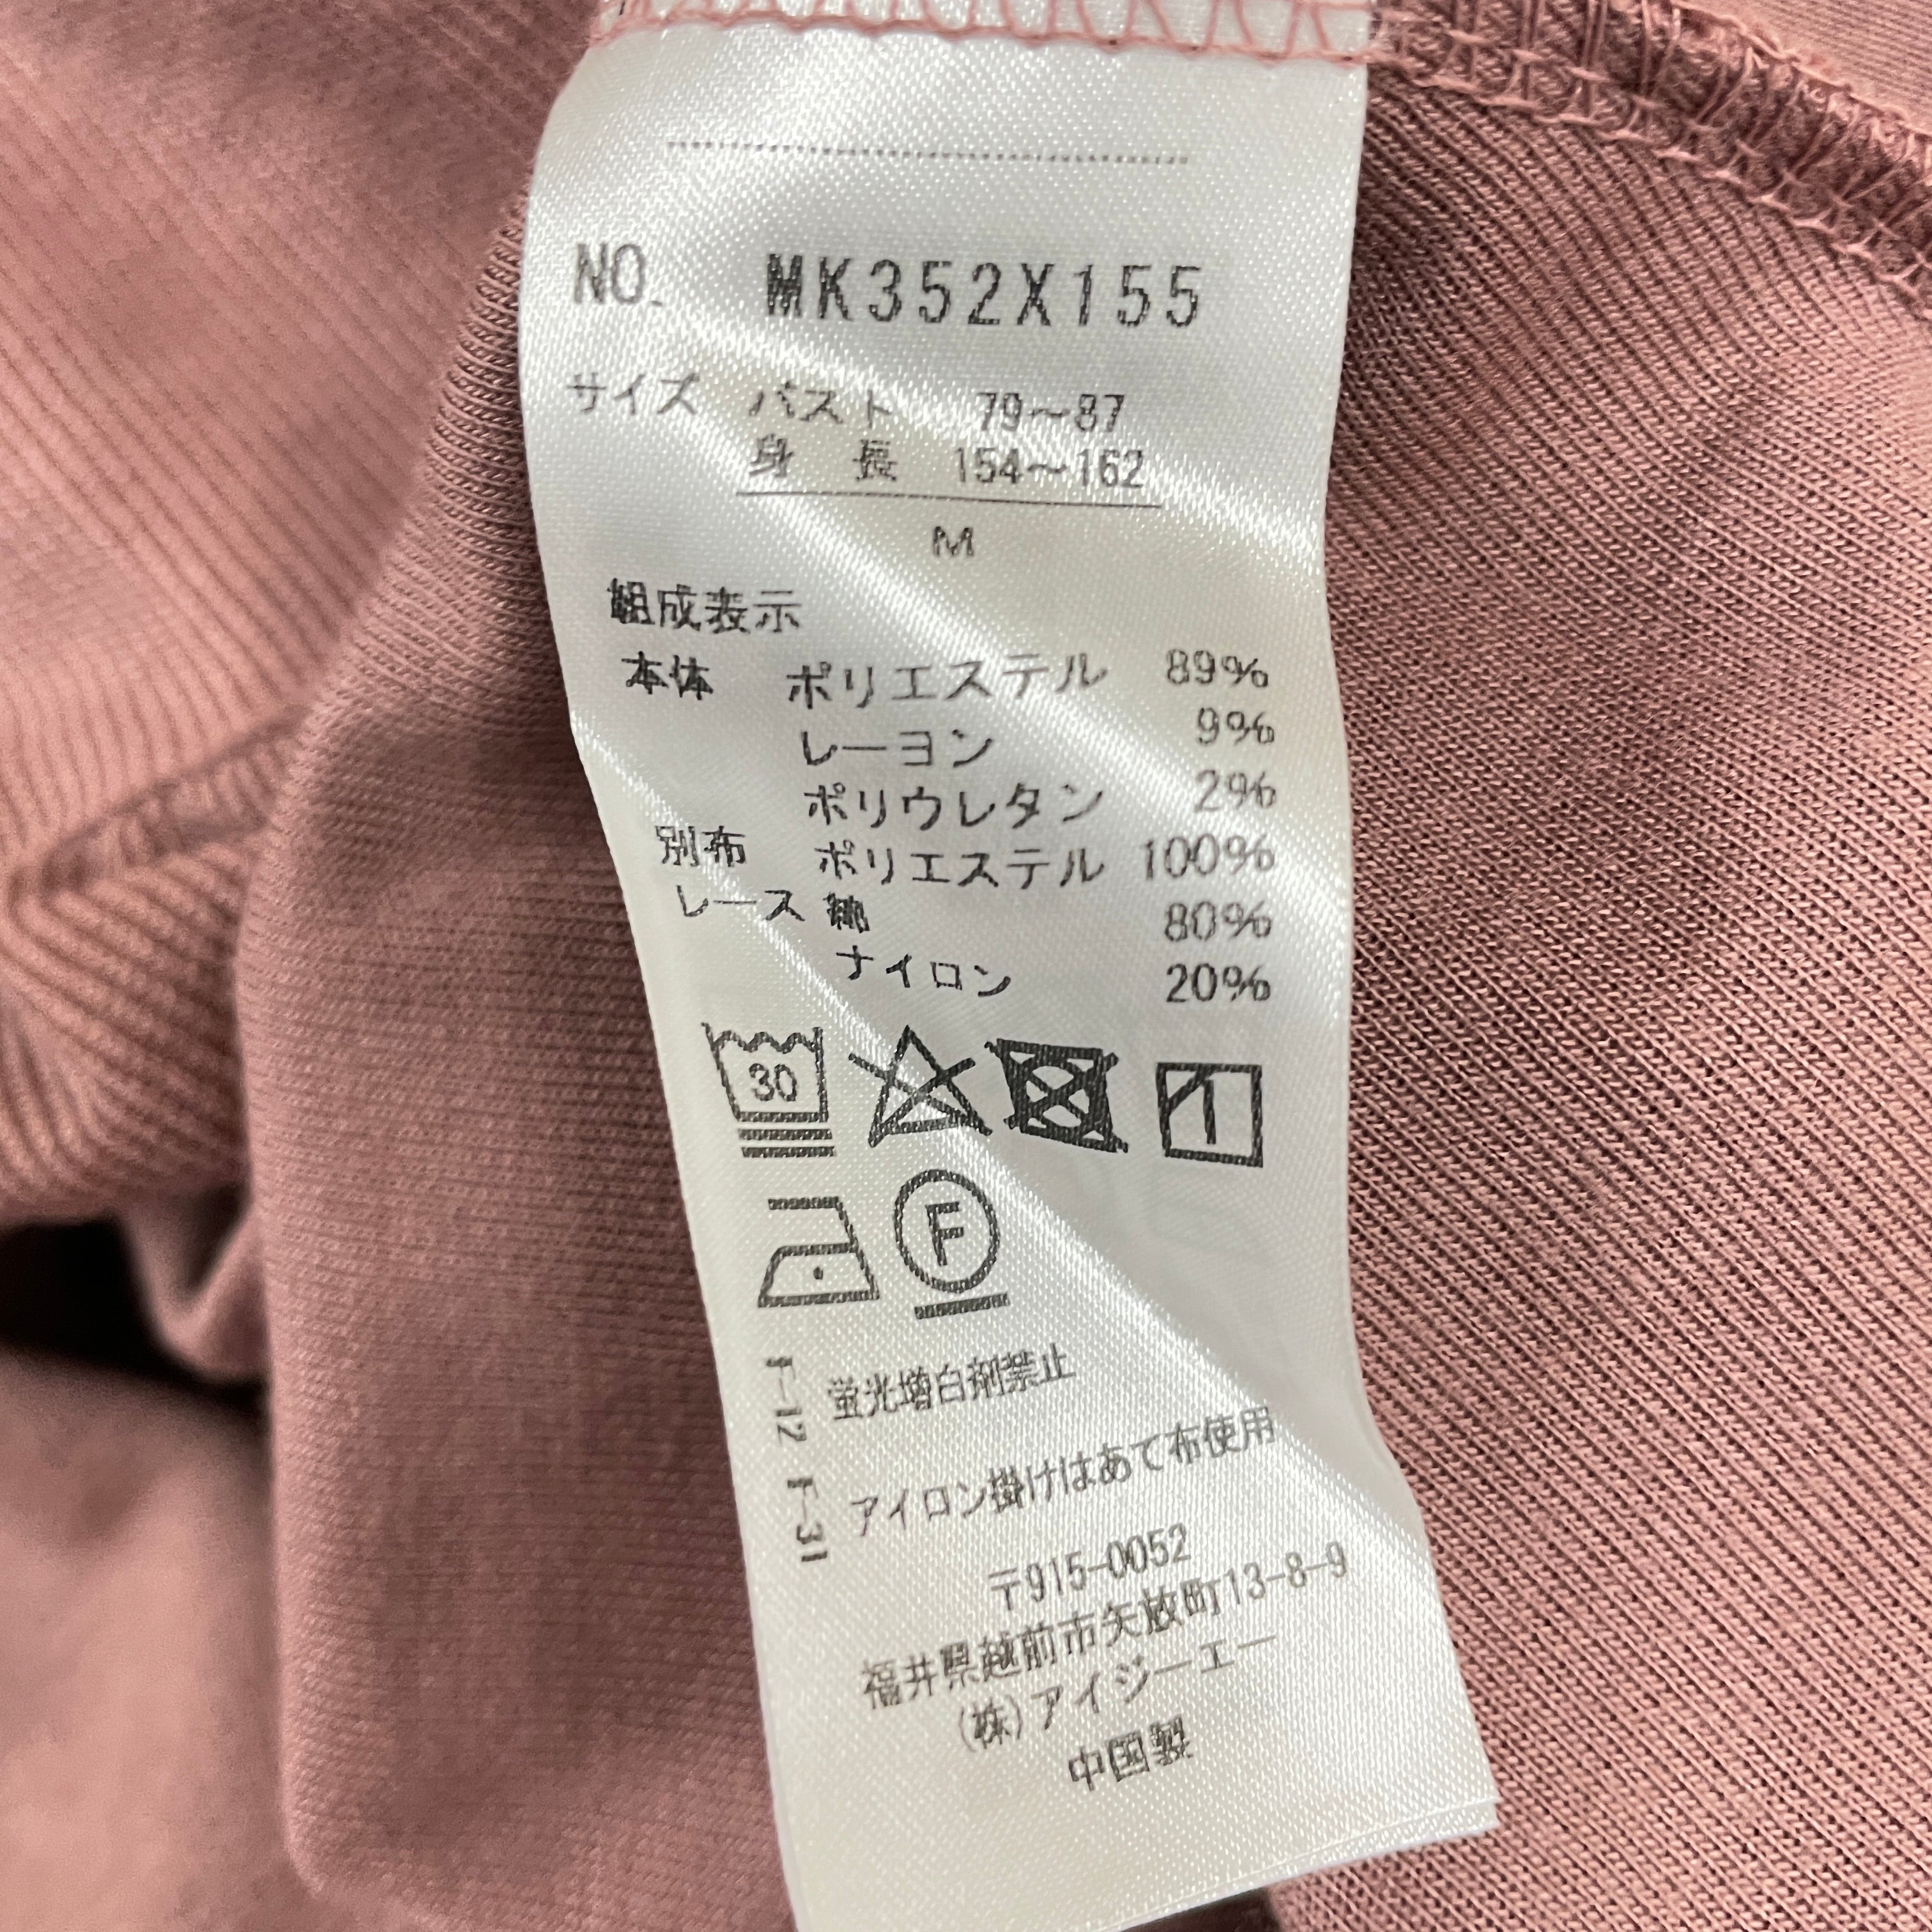 NO. MK352X155
サイズ バスト 79~87
身長 154~162
M
組成表示
本体 ポリエステル 89%
レーヨン 9%
ポリウレタン 2%
別布 ポリエステル 100%
レース 綿 80%
ナイロン 20%
30
F
F-12 F-31
蛍光増白剤禁止
アイロン掛けはあて布使用
〒915-0052
福井県越前市矢放町13-8-9
(株)アイジーエー
中国製